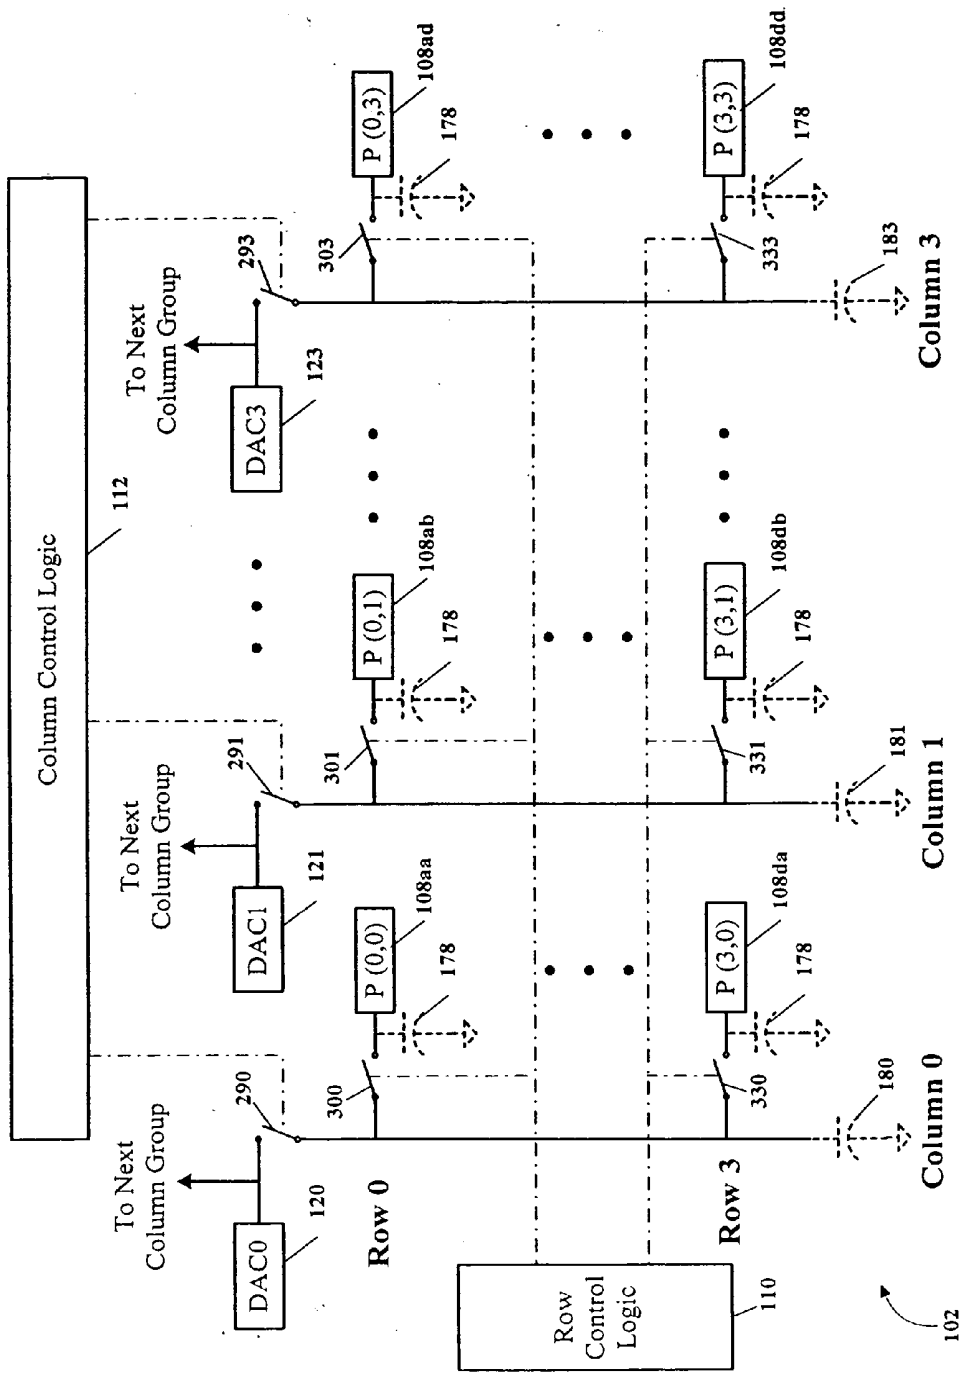 Column Control Logic
112
To Next
Column Group
To Next
Column Group
To Next
Column Group
290
291
293
DAC0
120
DAC1
121
DAC3
123
Row 0
300
P (0,0)
108aa
178
301
P (0,1)
108ab
178
303
P (0,3)
108ad
178
Row
Control
Logic
110
Row 3
330
P (3,0)
108da
178
331
P (3,1)
108db
178
333
P (3,3)
108dd
178
180
181
183
Column 0
Column 1
Column 3
102